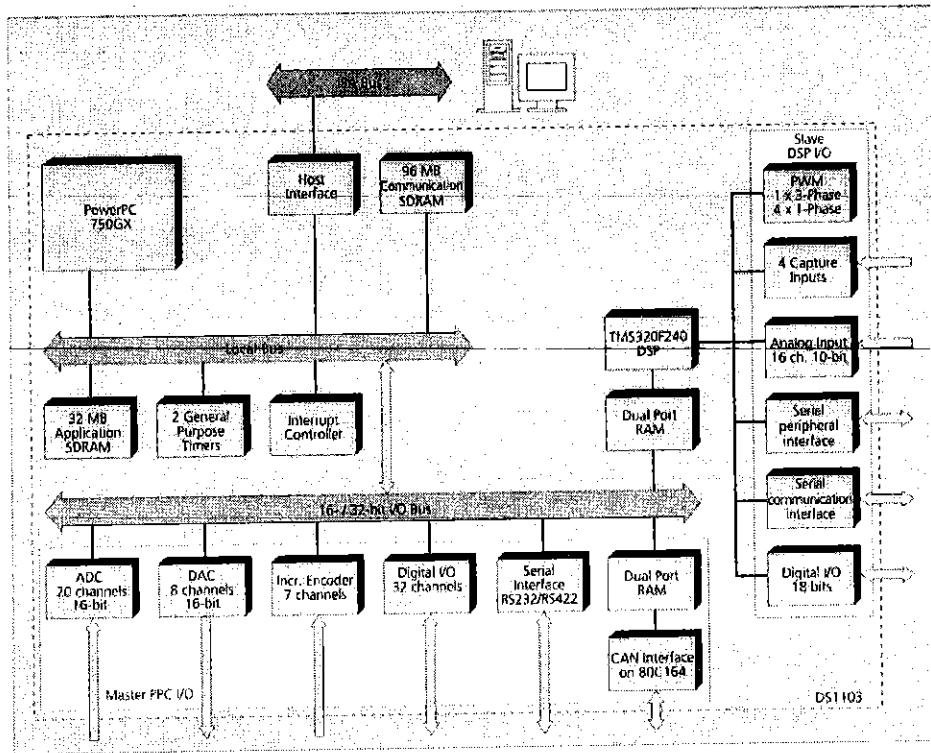 Slave
DSP I/O
PowerPC
750GX
Host
Interface
96 MB
Communication
SDRAM
PWM
1 x 3-Phase
4 x 1-Phase
4 Capture
Inputs
Local Bus
TMS320F240
DSP
Analog Input
16 ch. 10-bit
32 MB
Application
SDRAM
2 General
Purpose
Timers
Interrupt
Controller
Dual Port
RAM
Serial
peripheral
interface
Serial
communication
interface
16-/32-bit I/O Bus
ADC
20 channels
16-bit
DAC
8 channels
16-bit
Incr. Encoder
7 channels
Digital I/O
32 channels
Serial
Interface
RS232/RS422
Dual Port
RAM
Digital I/O
18 bits
CAN Interface
on 80C164
Master PPC I/O
DS1103